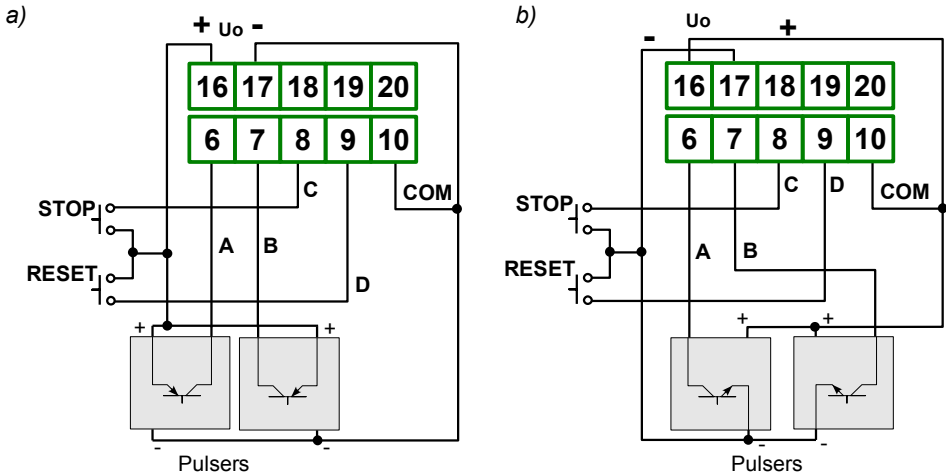 a)
+ Uo -
16 17 18 19 20
6 7 8 9 10
C
COM
STOP
A B
RESET
D
+ +
- -
Pulsers
b)
Uo +
-
16 17 18 19 20
6 7 8 9 10
C D COM
STOP
A B
RESET
+ +
- -
Pulsers